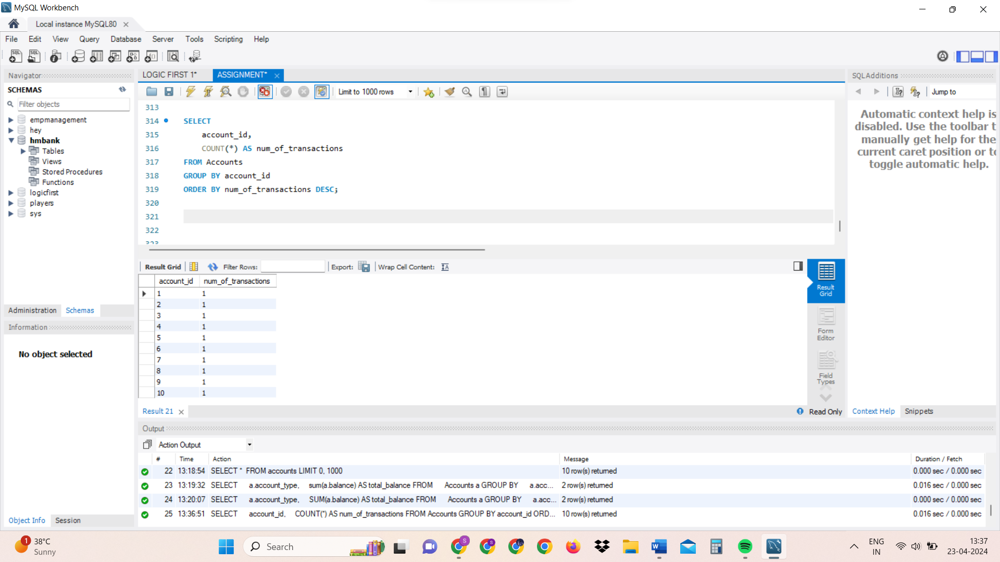 MySQL Workbench
Local instance MySQL80
File Edit View Query Database Server Tools Scripting Help
Navigator
SCHEMAS
Filter objects
empmanagement
hey
hmbank
Tables
Views
Stored Procedures
Functions
logicfirst
players
sys
Administration Schemas
Information
No object selected
Object Info Session
LOGIC FIRST 1* ASSIGNMENT*
Limit to 1000 rows
313
314 SELECT
315 account_id,
316 COUNT(*) AS num_of_transactions
317 FROM Accounts
318 GROUP BY account_id
319 ORDER BY num_of_transactions DESC;
320
321
322
323
Result Grid Filter Rows: Export: Wrap Cell Content:
account_id num_of_transactions
1 1
2 1
3 1
4 1
5 1
6 1
7 1
8 1
9 1
10 1
Result Grid
Form Editor
Field Types
Result 21 Read Only
SQLAdditions
Jump to
Automatic context help is
disabled. Use the toolbar t
manually get help for the
current caret position or to
toggle automatic help.
Context Help Snippets
Output
Action Output
# Time Action Message Duration / Fetch
22 13:18:54 SELECT * FROM accounts LIMIT 0, 1000 10 row(s) returned 0.000 sec / 0.000 sec
23 13:19:32 SELECT a.account_type, sum(a.balance) AS total_balance FROM Accounts a GROUP BY a.acc... 2 row(s) returned 0.016 sec / 0.000 sec
24 13:20:07 SELECT a.account_type, SUM(a.balance) AS total_balance FROM Accounts a GROUP BY a.acc... 2 row(s) returned 0.000 sec / 0.000 sec
25 13:36:51 SELECT account_id, COUNT(*) AS num_of_transactions FROM Accounts GROUP BY account_id ORD... 10 row(s) returned 0.016 sec / 0.000 sec
1 38°C
Sunny
Search
ENG
IN
13:37
23-04-2024